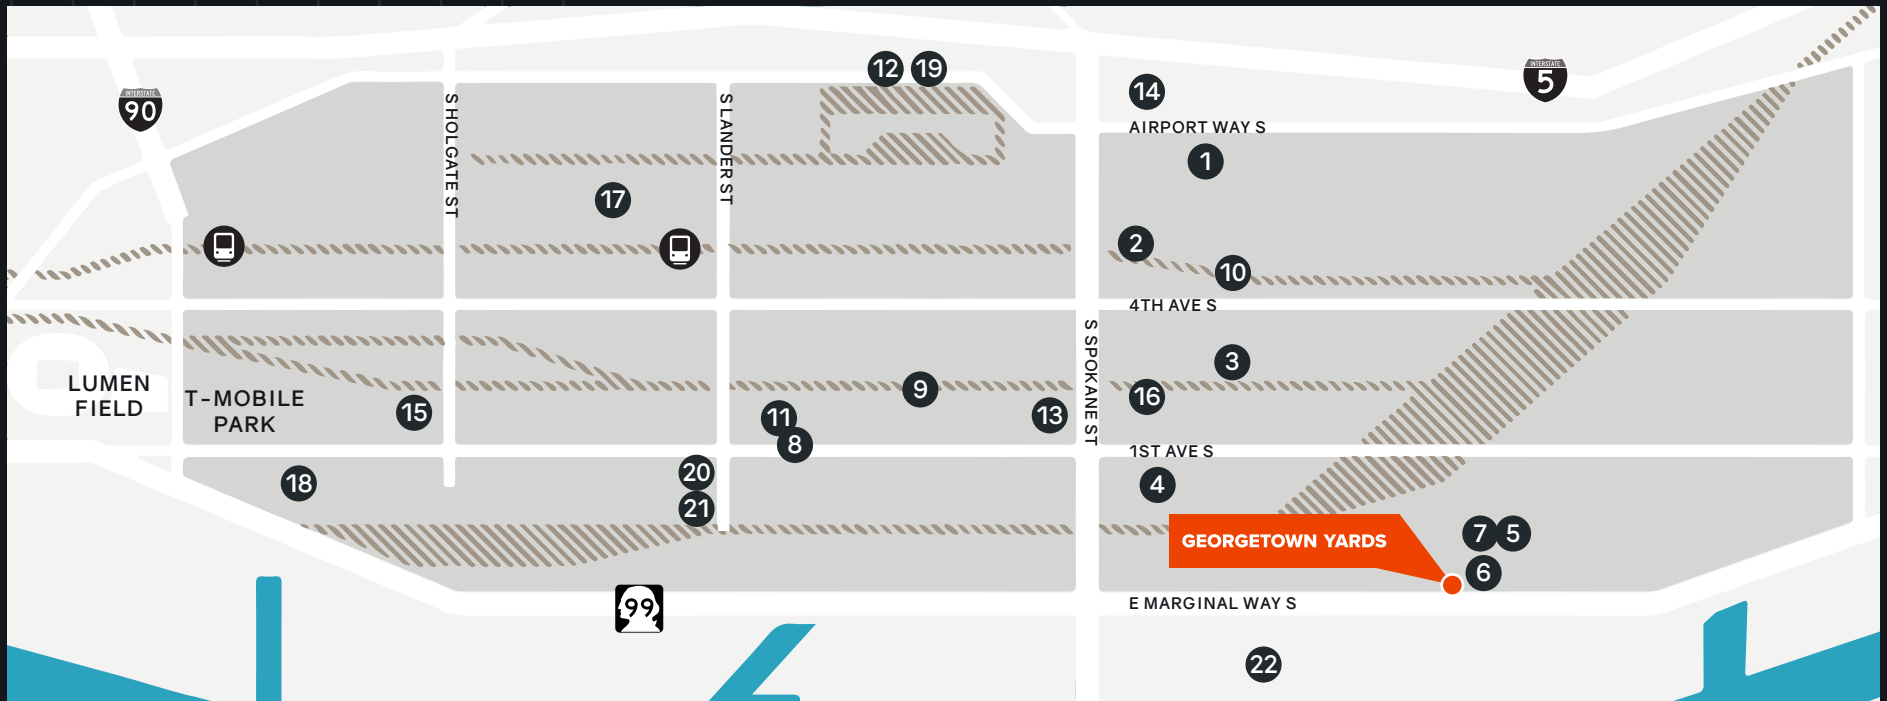 12
19
INTERSTATE
5
14
INTERSTATE
90
S HOLGATE ST
S LANDER ST
AIRPORT WAY S
1
17
2
10
4TH AVE S
S SPOKANE ST
3
LUMEN
FIELD
T-MOBILE
PARK
15
9
16
11
13
8
1ST AVE S
20
18
4
21
7
5
GEORGETOWN YARDS
6
99
E MARGINAL WAY S
22